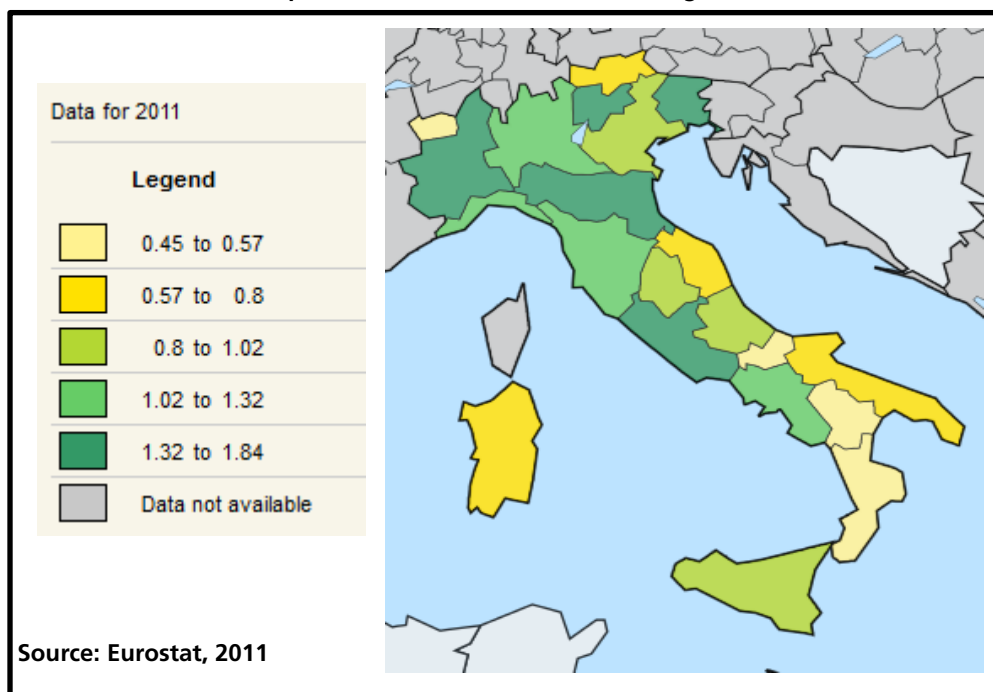 Data for 2011
Legend
0.45 to 0.57
0.57 to 0.8
0.8 to 1.02
1.02 to 1.32
1.32 to 1.84
Data not available
Source: Eurostat, 2011